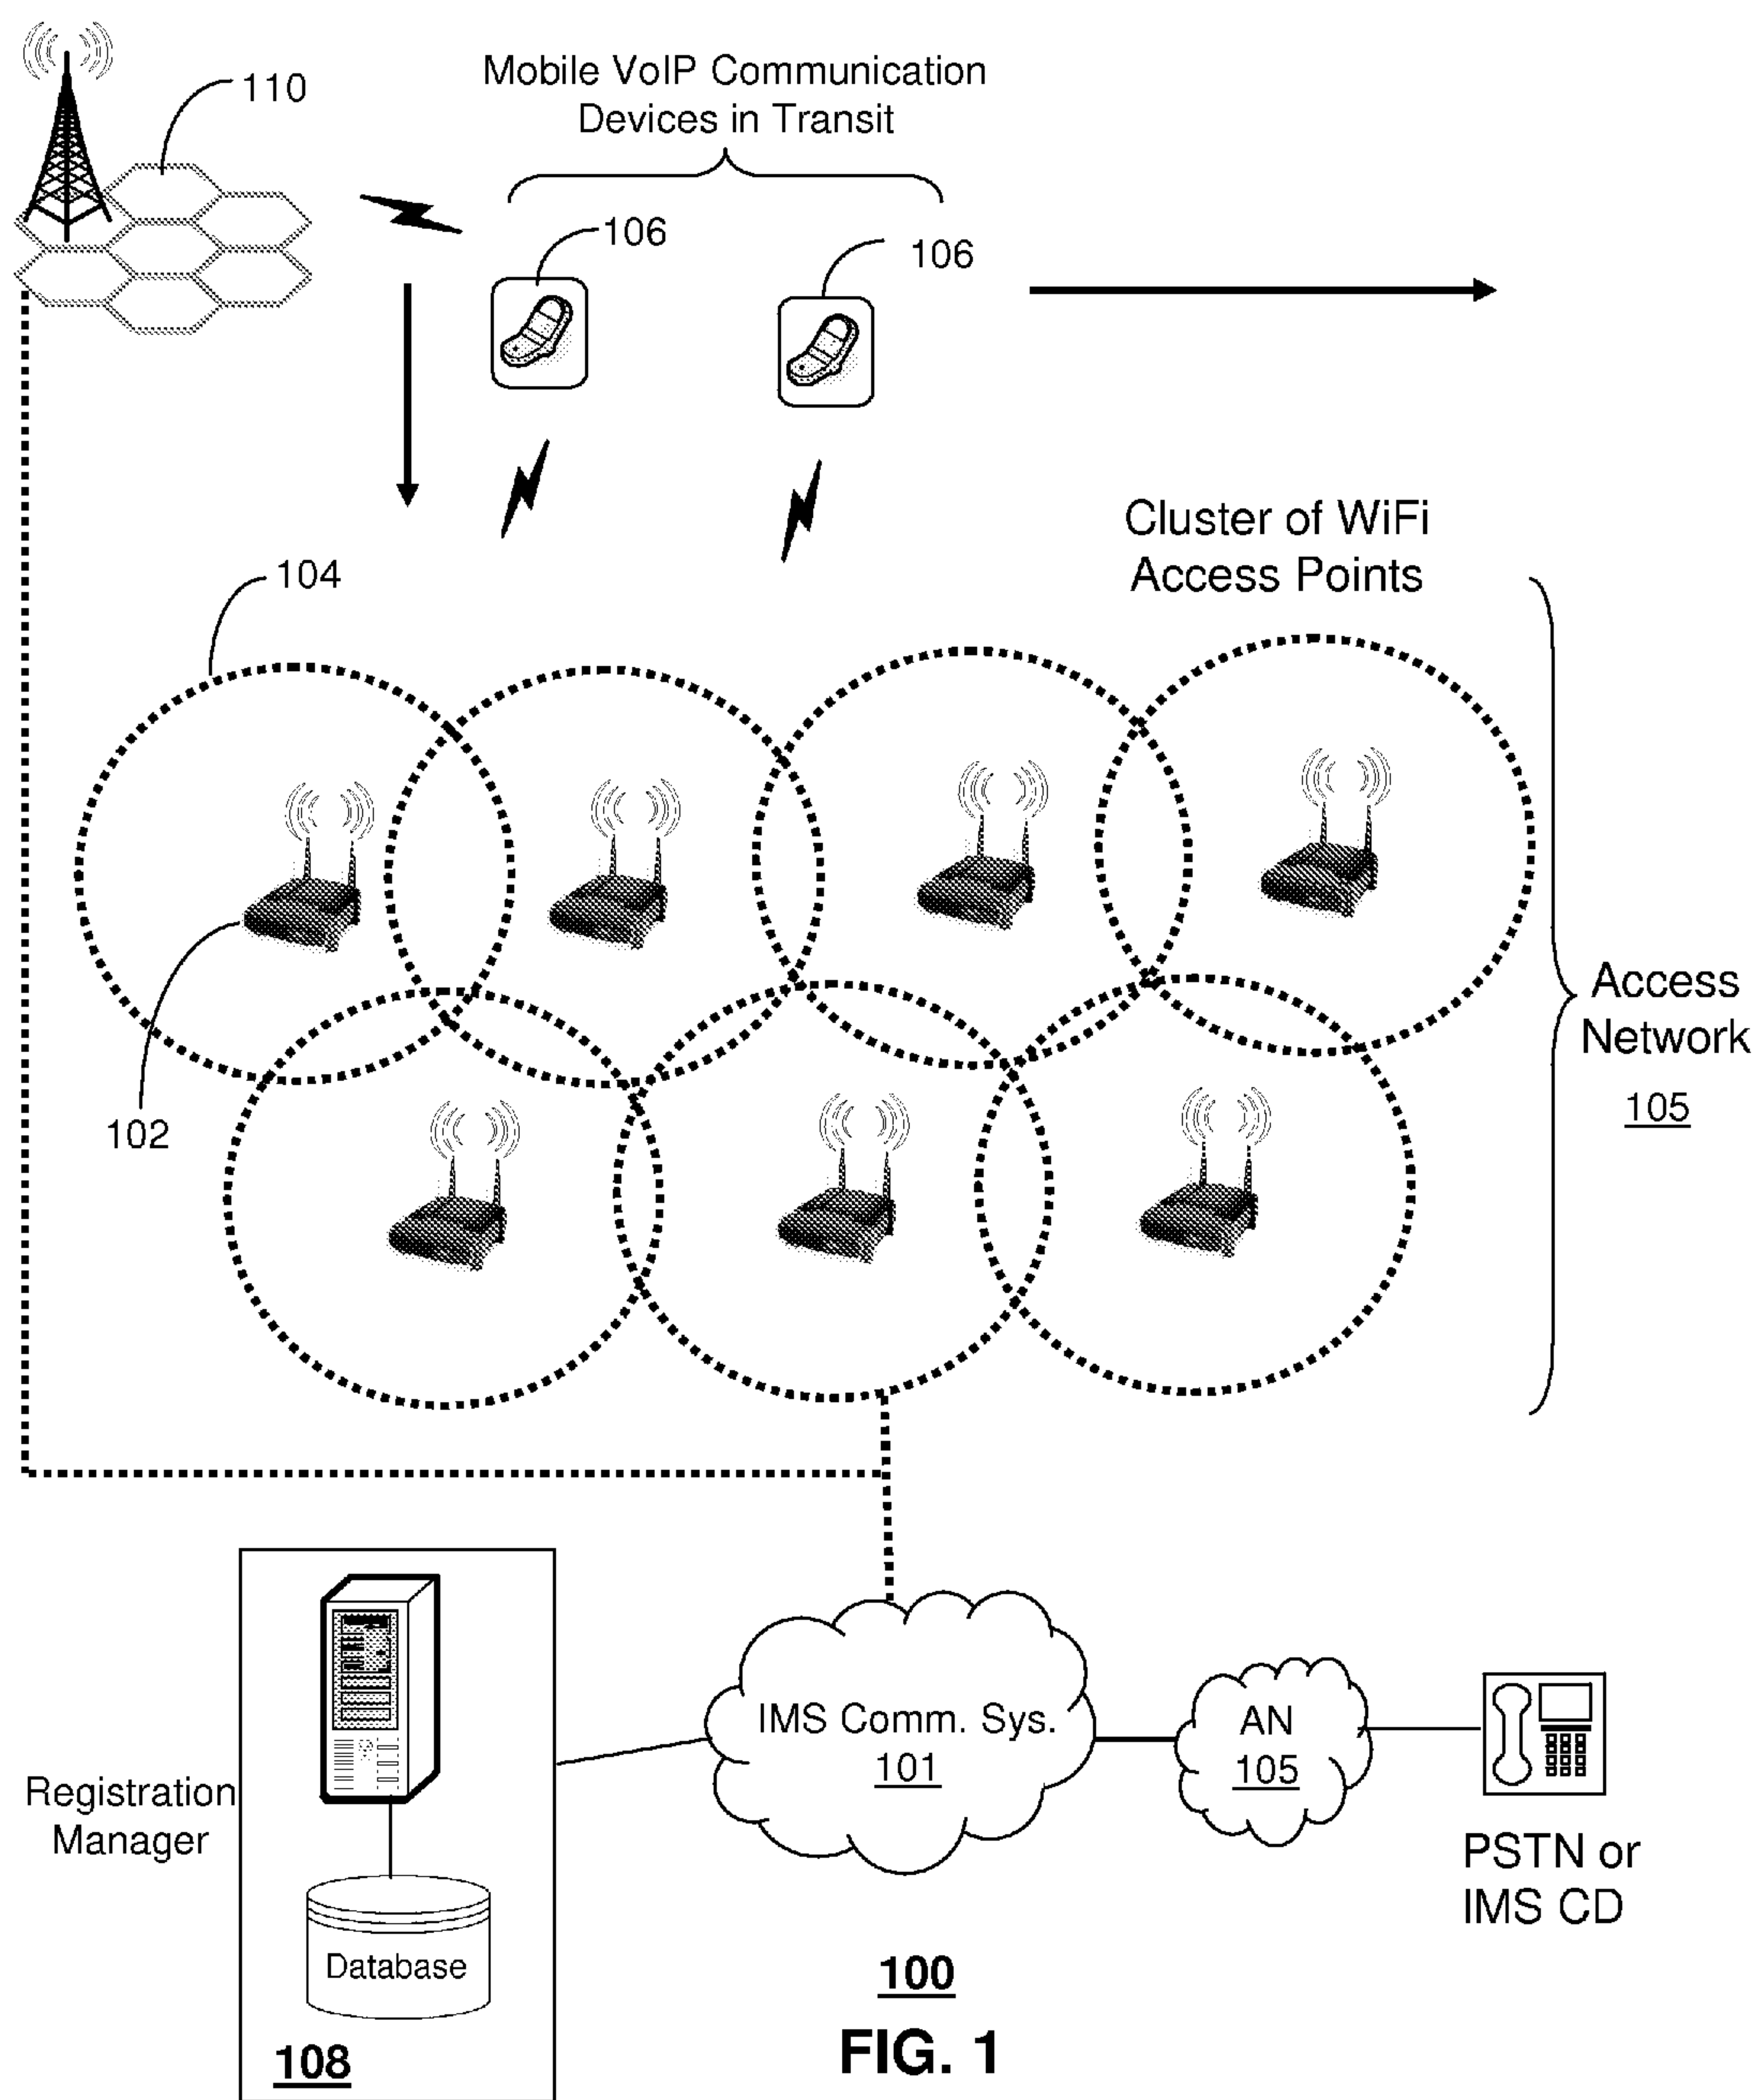 110
Mobile VoIP Communication
Devices in Transit
106
106
Cluster of WiFi
Access Points
104
Access
Network
105
102
IMS Comm. Sys.
101
AN
105
Registration
Manager
PSTN or
IMS CD
Database
100
108
FIG. 1